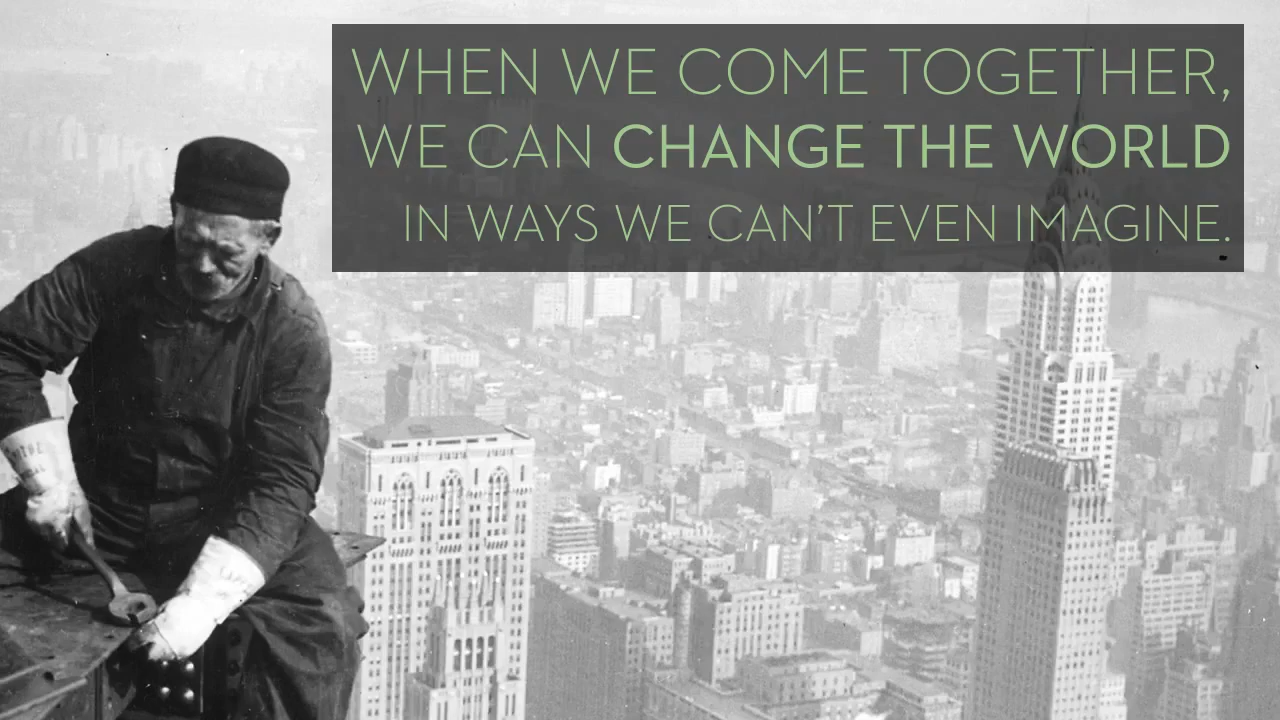 WHEN WE COME TOGETHER,
WE CAN CHANGE THE WORLD
IN WAYS WE CAN'T EVEN IMAGINE.